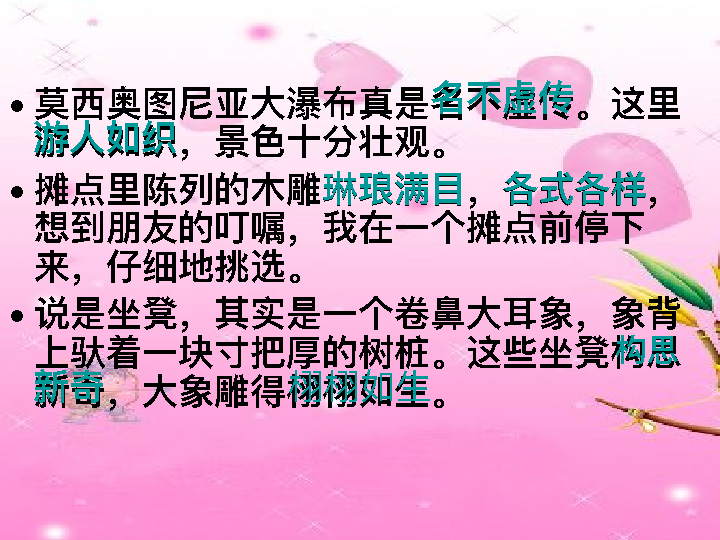 • 莫西奥图尼亚大瀑布真是名不虚传。这里
游人如织，景色十分壮观。
• 摊点里陈列的木雕琳琅满目，各式各样，
想到朋友的叮嘱，我在一个摊点前停下
来，仔细地挑选。
• 说是坐凳，其实是一个卷鼻大耳象，象背
上驮着一块寸把厚的树桩。这些坐凳构思
新奇，大象雕得栩栩如生。